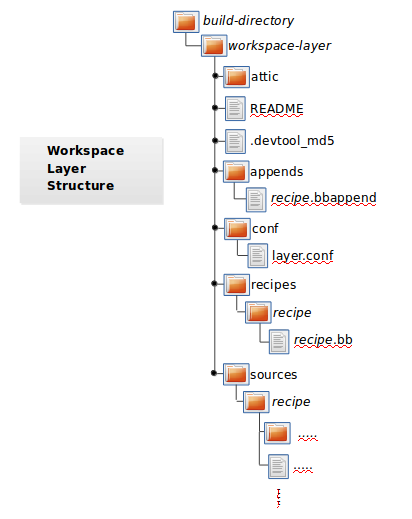 build-directory
workspace-layer
attic
README
.devtool_md5
Workspace
Layer
Structure
appends
recipe.bbappend
conf
layer.conf
recipes
recipe
recipe.bb
sources
recipe
.....
.....